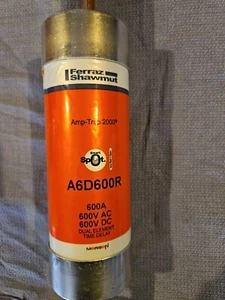 Ferraz
Shawmut
Amp-Trap 2000®
Spot
A6D600R
600A
600V AC
600V DC
DUAL ELEMENT
TIME DELAY